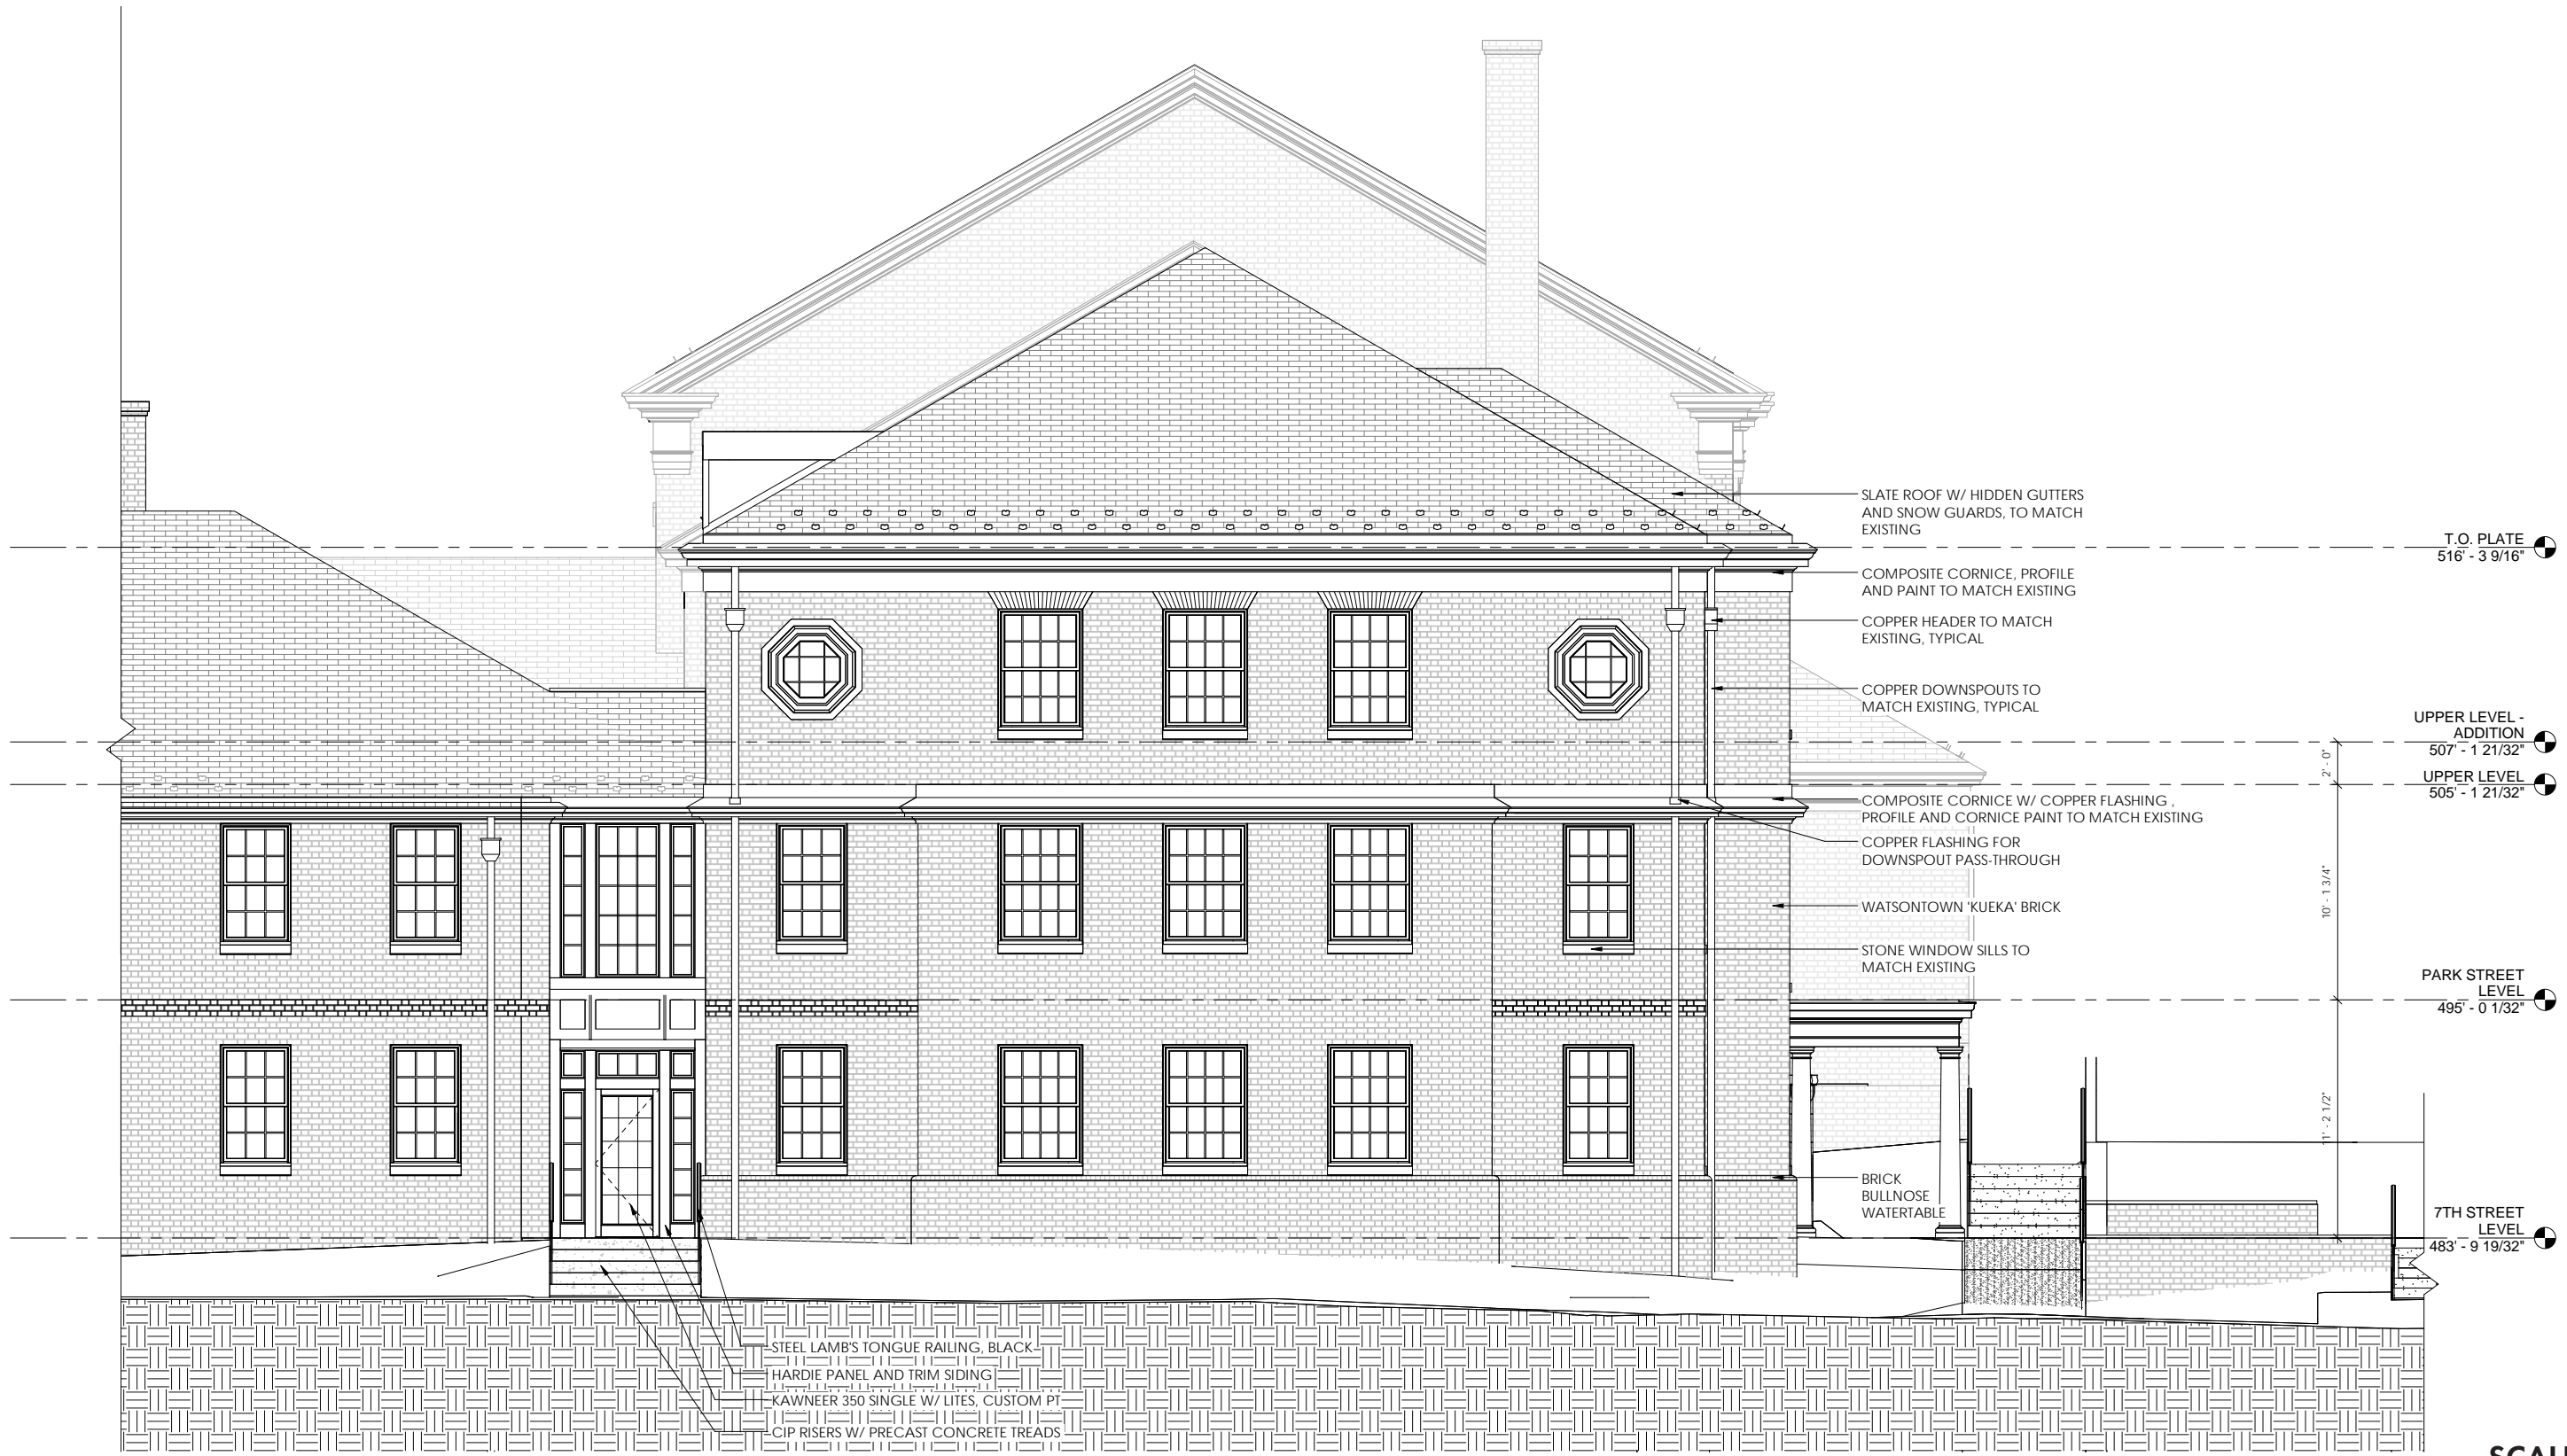 SLATE ROOF W/ HIDDEN GUTTERS
AND SNOW GUARDS, TO MATCH
EXISTING
T.O. PLATE
516' - 3 9/16"
COMPOSITE CORNICE, PROFILE
AND PAINT TO MATCH EXISTING
COPPER HEADER TO MATCH
EXISTING, TYPICAL
COPPER DOWNSPOUTS TO
MATCH EXISTING, TYPICAL
UPPER LEVEL -
ADDITION
507' - 1 21/32"
2' - 0"
UPPER LEVEL
505' - 1 21/32"
COMPOSITE CORNICE W/ COPPER FLASHING ,
PROFILE AND CORNICE PAINT TO MATCH EXISTING
COPPER FLASHING FOR
DOWNSPOUT PASS-THROUGH
10' - 1 3/4"
WATSONTOWN 'KUEKA' BRICK
STONE WINDOW SILLS TO
MATCH EXISTING
PARK STREET
LEVEL
495' - 0 1/32"
11' - 2 1/2"
BRICK
BULLNOSE
WATERTABLE
7TH STREET
LEVEL
483' - 9 19/32"
STEEL LAMB'S TONGUE RAILING, BLACK
HARDIE PANEL AND TRIM SIDING
KAWNEER 350 SINGLE W/ LITES, CUSTOM PT
CIP RISERS W/ PRECAST CONCRETE TREADS